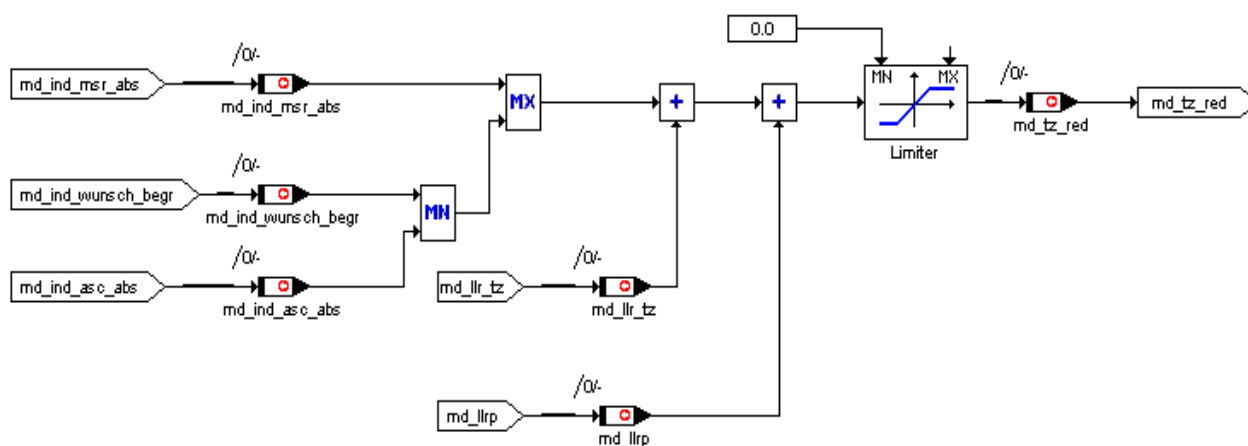 0.0
/0/-
MN
MX
/0/-
md_ind_msr_abs
md_ind_msr_abs
MX
+
+
Limiter
md_tz_red
md_tz_red
/0/-
md_ind_wunsch_begr
md_ind_wunsch_begr
MN
/0/-
md_ind_asc_abs
md_ind_asc_abs
/0/-
md_llr_tz
md_llr_tz
/0/-
md_llrp
md_llrp